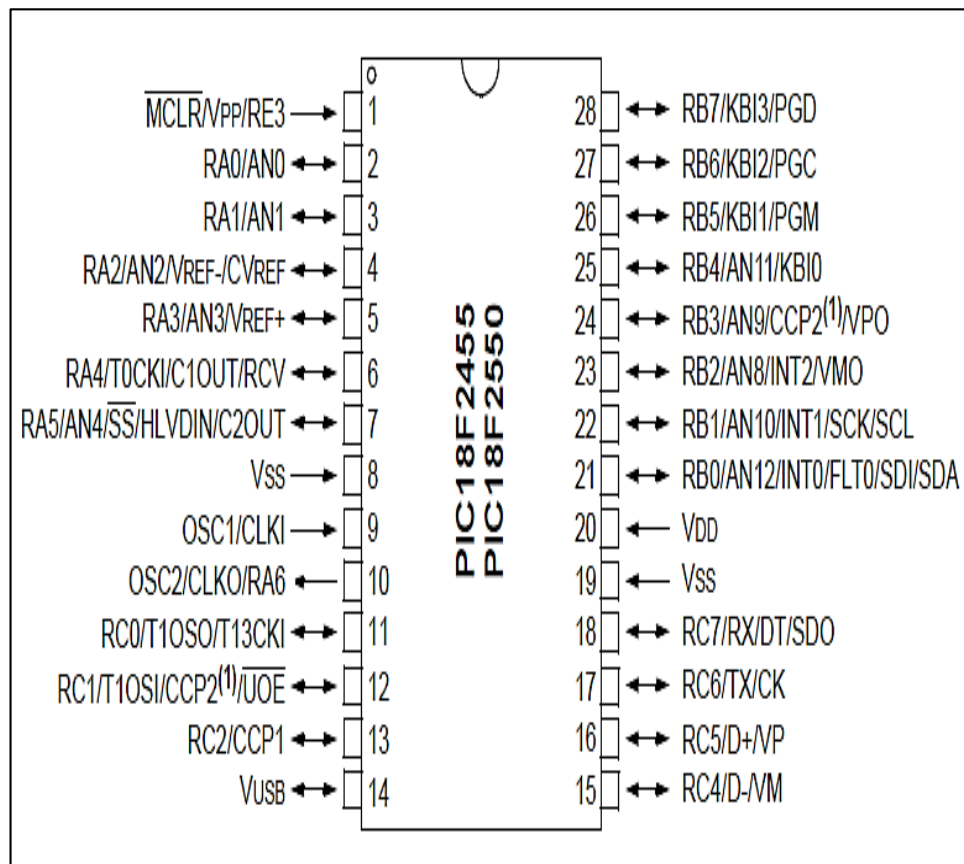 MCLR/VPP/RE3 1
RA0/AN0 2
RA1/AN1 3
RA2/AN2/VREF-/CVREF 4
RA3/AN3/VREF+ 5
RA4/T0CKI/C1OUT/RCV 6
RA5/AN4/SS/HLVDIN/C2OUT 7
VSS 8
OSC1/CLKI 9
OSC2/CLKO/RA6 10
RC0/T1OSO/T13CKI 11
RC1/T1OSI/CCP2(1)/UOE 12
RC2/CCP1 13
VUSB 14
PIC18F2455
PIC18F2550
28 RB7/KBI3/PGD
27 RB6/KBI2/PGC
26 RB5/KBI1/PGM
25 RB4/AN11/KBI0
24 RB3/AN9/CCP2(1)/VPO
23 RB2/AN8/INT2/VMO
22 RB1/AN10/INT1/SCK/SCL
21 RB0/AN12/INT0/FLT0/SDI/SDA
20 VDD
19 VSS
18 RC7/RX/DT/SDO
17 RC6/TX/CK
16 RC5/D+/VP
15 RC4/D-/VM